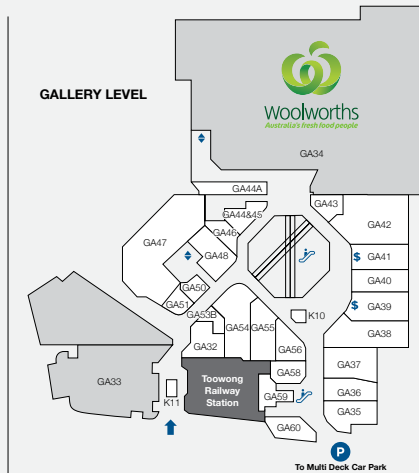 GALLERY LEVEL
Woolworths
Australia's fresh food people
GA34
GA44A
GA43
GA44&45
GA42
GA46
GA47
GA48
GA41
$
GA50
GA40
GA51
GA39
$
GA53B
K10
GA38
GA32
GA54
GA55
GA56
GA37
GA33
GA58
Toowong
Railway
Station
K11
GA59
GA36
GA35
GA60
P
To Multi Deck Car Park